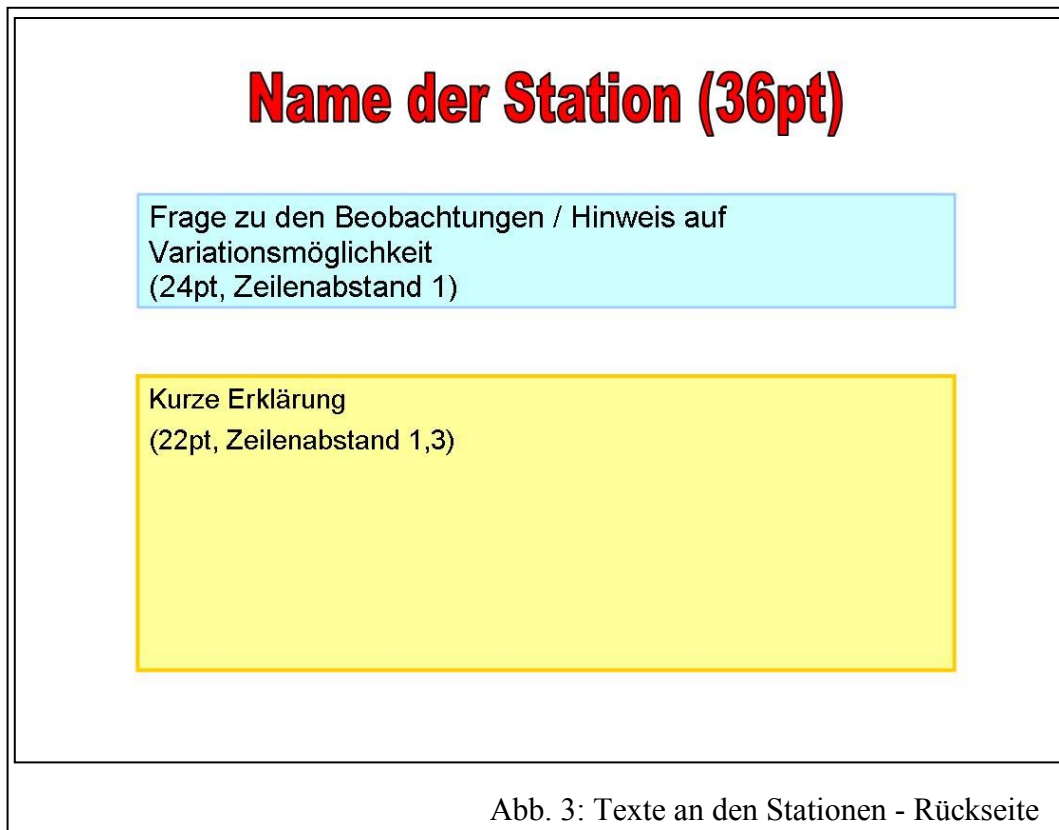 Name der Station (36pt)
Frage zu den Beobachtungen / Hinweis auf
Variationsmöglichkeit
(24pt, Zeilenabstand 1)
Kurze Erklärung
(22pt, Zeilenabstand 1,3)
Abb. 3: Texte an den Stationen - Rückseite